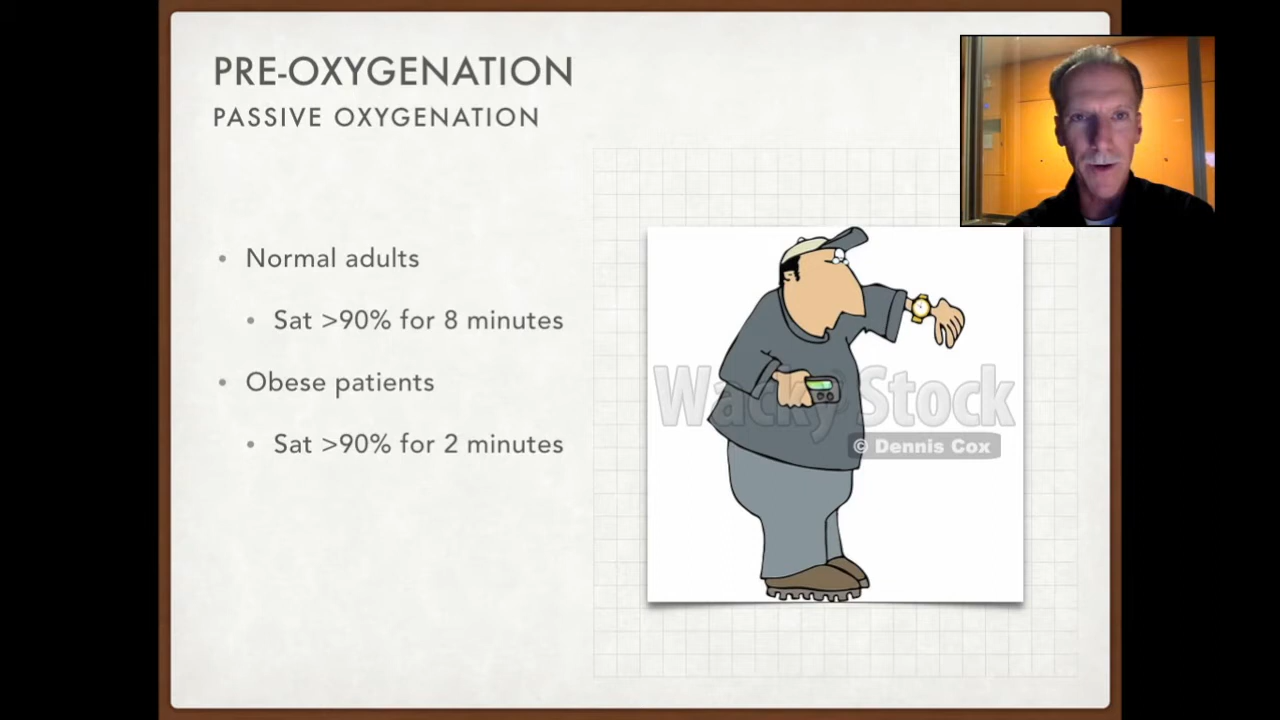 PRE-OXYGENATION
PASSIVE OXYGENATION
• Normal adults
• Sat >90% for 8 minutes
• Obese patients
• Sat >90% for 2 minutes
Wacky Stock
© Dennis Cox